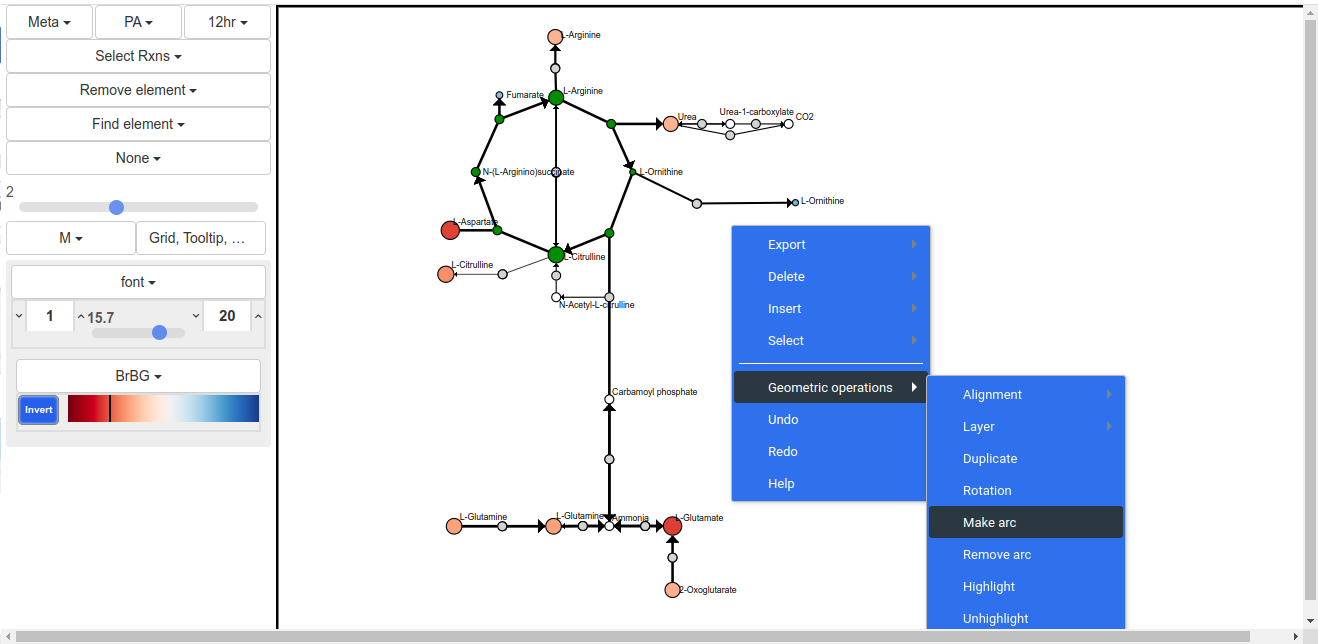 Meta
PA
12hr
Select Rxns
Remove element
Find element
None
2
M
Grid, Tooltip, ...
font
1
15.7
20
BrBG
Invert
L-Arginine
Fumarate
L-Arginine
Urea
Urea-1-carboxylate
CO2
N-(L-Arginino)succinate
L-Ornithine
L-Ornithine
L-Aspartate
L-Citrulline
L-Citrulline
N-Acetyl-L-citrulline
Carbamoyl phosphate
L-Glutamine
L-Glutamine
Ammonia
L-Glutamate
2-Oxoglutarate
Export
Delete
Insert
Select
Geometric operations
Undo
Redo
Help
Alignment
Layer
Duplicate
Rotation
Make arc
Remove arc
Highlight
Unhighlight